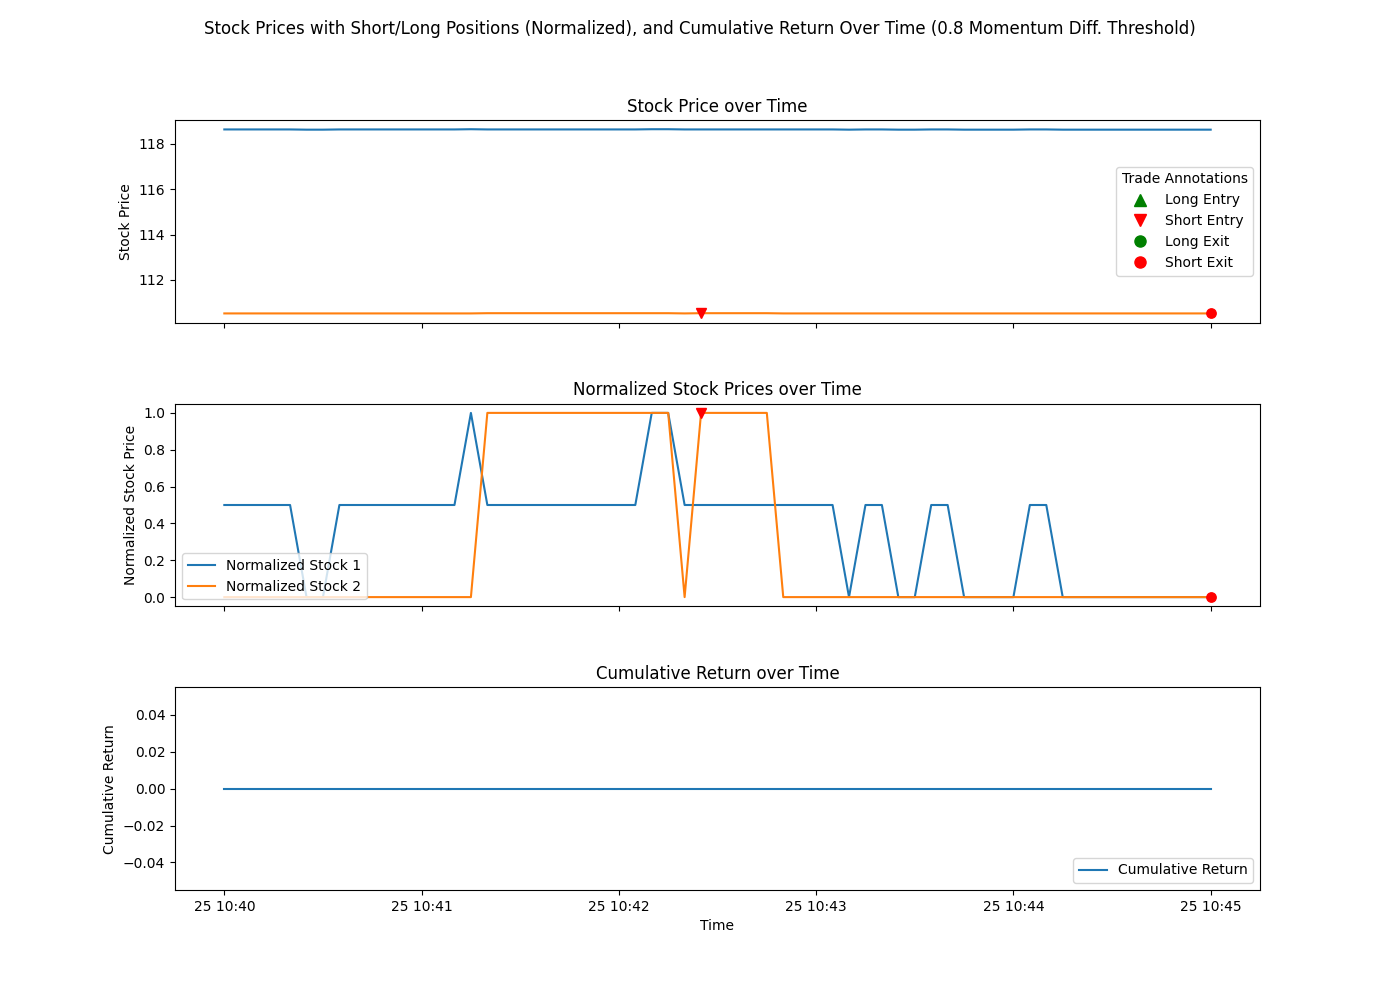 Stock Prices with Short/Long Positions (Normalized), and Cumulative Return Over Time (0.8 Momentum Diff. Threshold)
Stock Price over Time
Stock Price
118
116
114
112
Trade Annotations
Long Entry
Short Entry
Long Exit
Short Exit
Normalized Stock Prices over Time
Normalized Stock Price
1.0
0.8
0.6
0.4
0.2
0.0
Normalized Stock 1
Normalized Stock 2
Cumulative Return over Time
Cumulative Return
0.04
0.02
0.00
−0.02
−0.04
Cumulative Return
25 10:40 25 10:41 25 10:42 25 10:43 25 10:44 25 10:45
Time